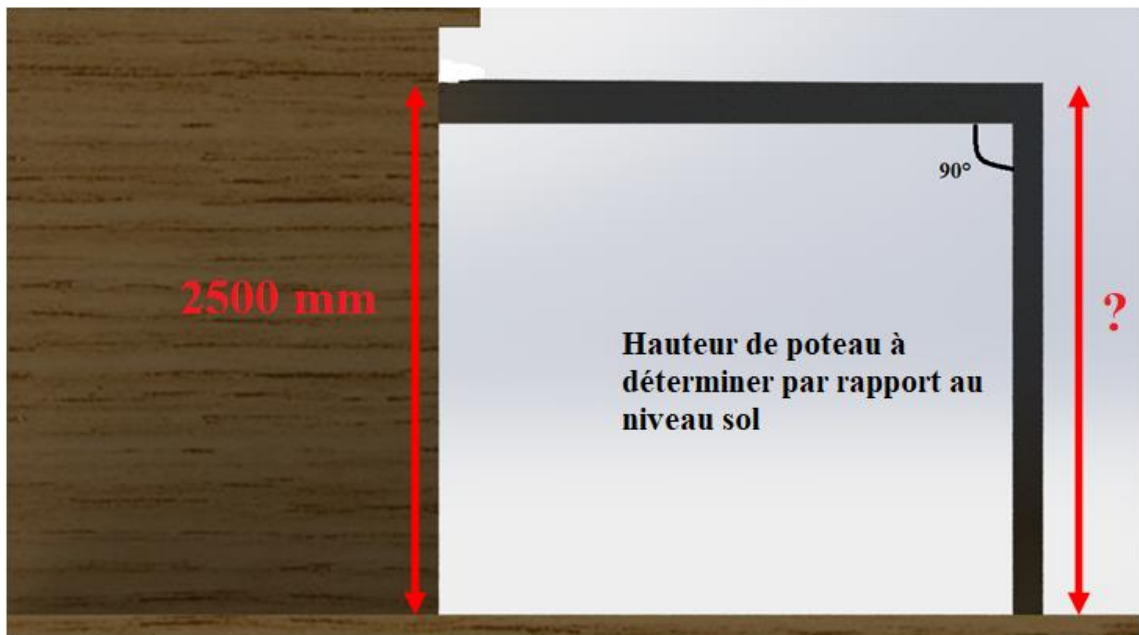 90°
2500 mm
?
Hauteur de poteau à
déterminer par rapport au
niveau sol